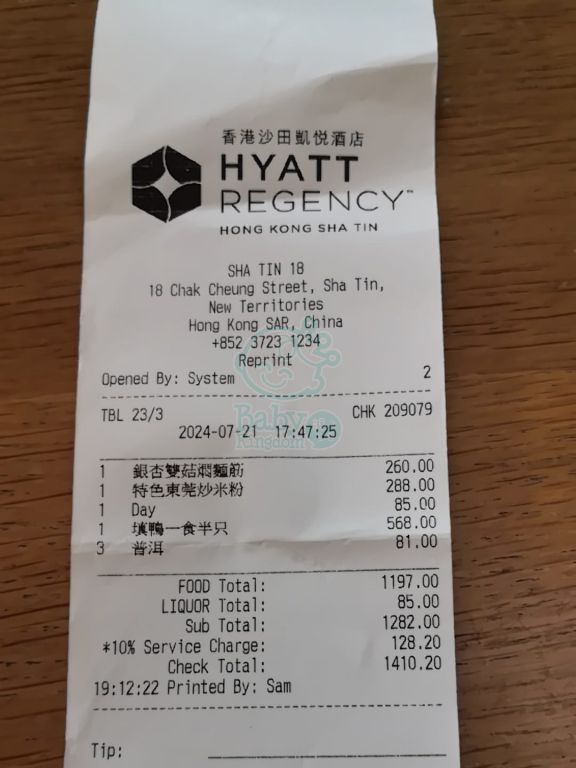 香港沙田凱悦酒店
HYATT
REGENCY™
HONG KONG SHA TIN
SHA TIN 18
18 Chak Cheung Street, Sha Tin,
New Territories
Hong Kong SAR, China
+852 3723 1234
Reprint
Opened By: System 2
TBL 23/3 CHK 209079
2024-07-21 17:47:25
Baby Kingdom
1 銀杏雙菇燜麵筋 260.00
1 特色東莞炒米粉 288.00
1 Day 85.00
1 填鴨一食半只 568.00
3 普洱 81.00
FOOD Total: 1197.00
LIQUOR Total: 85.00
Sub Total: 1282.00
*10% Service Charge: 128.20
Check Total: 1410.20
19:12:22 Printed By: Sam
Tip: